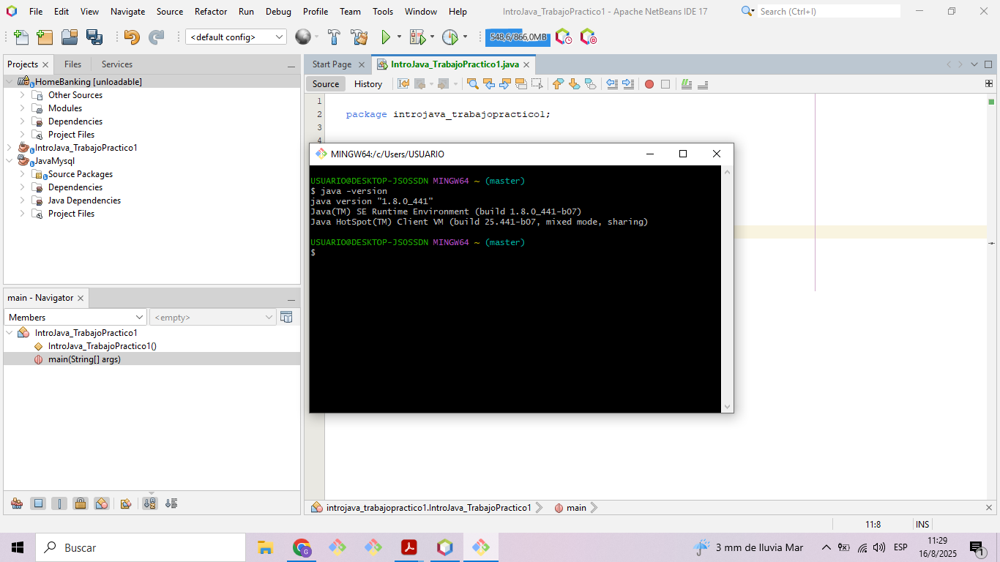 File Edit View Navigate Source Refactor Run Debug Profile Team Tools Window Help IntroJava_TrabajoPractico1 - Apache NetBeans IDE 17 Search (Ctrl+I)
<default config> 548,6/866,0MB
Projects Files Services
HomeBanking [unloadable]
Other Sources
Modules
Dependencies
Project Files
IntroJava_TrabajoPractico1
JavaMysql
Source Packages
Dependencies
Java Dependencies
Project Files
main - Navigator
Members <empty>
IntroJava_TrabajoPractico1
IntroJava_TrabajoPractico1()
main(String[] args)
Start Page IntroJava_TrabajoPractico1.java
Source History
1
2 package introjava_trabajopractico1;
3
4
MINGW64:/c/Users/USUARIO
USUARIO@DESKTOP-JSOSSDN MINGW64 ~ (master)
$ java -version
java version "1.8.0_441"
Java(TM) SE Runtime Environment (build 1.8.0_441-b07)
Java HotSpot(TM) Client VM (build 25.441-b07, mixed mode, sharing)
USUARIO@DESKTOP-JSOSSDN MINGW64 ~ (master)
$
introjava_trabajopractico1.IntroJava_TrabajoPractico1 main
11:8 INS
Buscar 3 mm de lluvia Mar ESP 11:29
16/8/2025 1